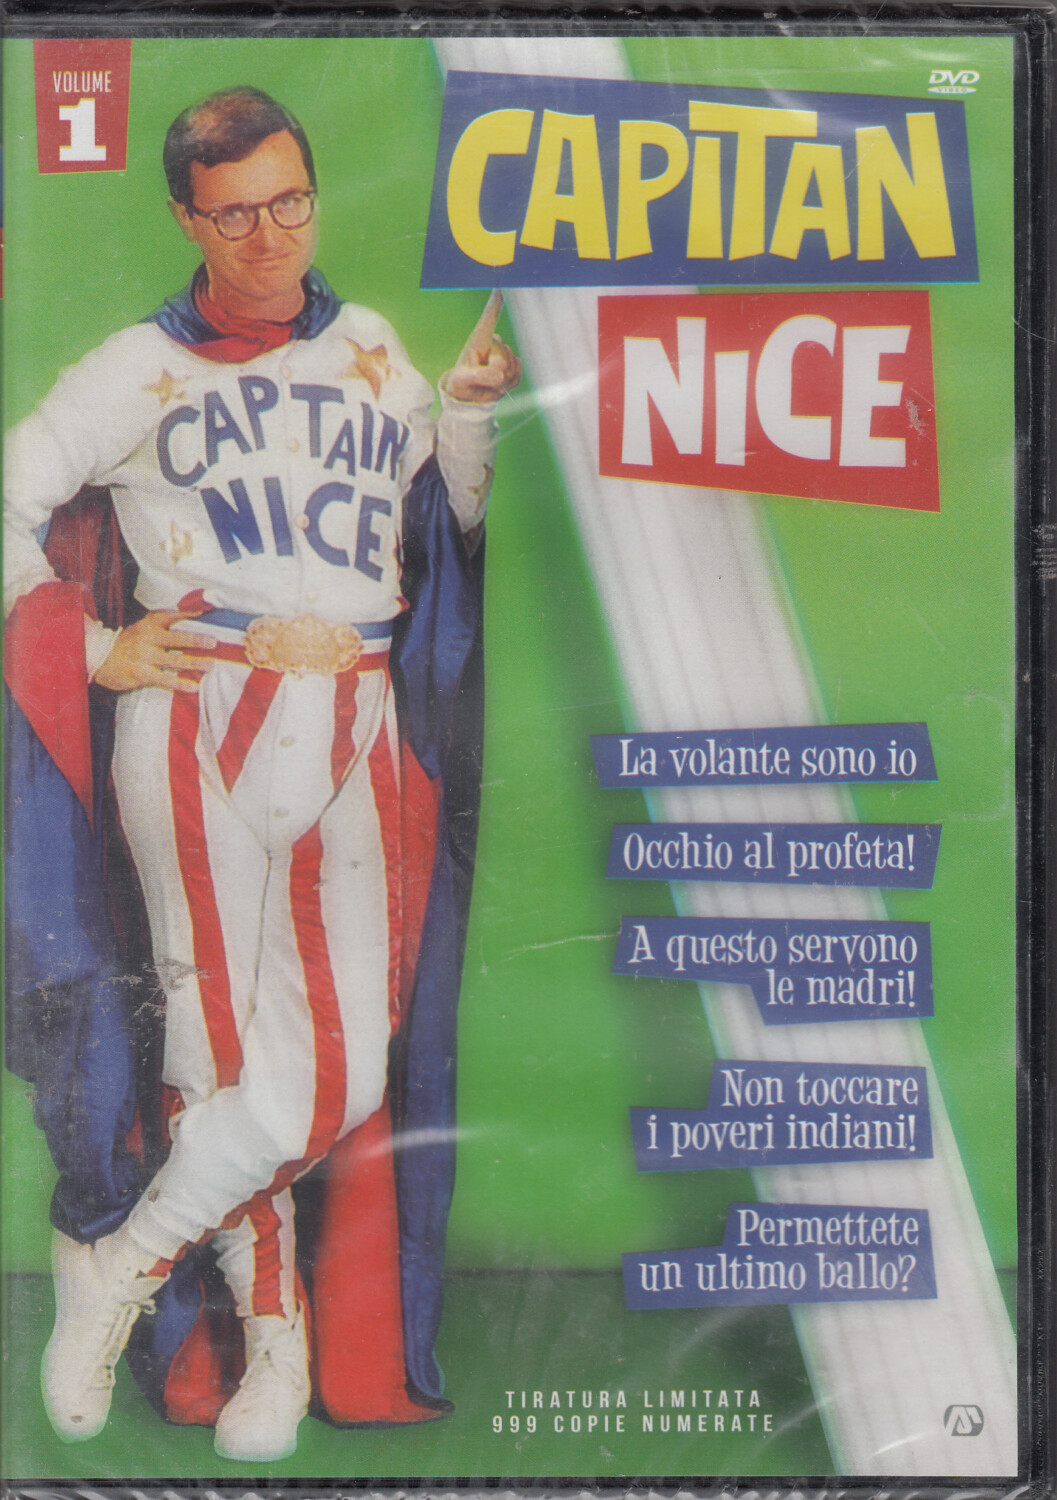 VOLUME
1
DVD
VIDEO
CAPITAN
NICE
CAPTAIN
NICE
La volante sono io
Occhio al profeta!
A questo servono
le madri!
Non toccare
i poveri indiani!
Permettete
un ultimo ballo?
TIRATURA LIMITATA
999 COPIE NUMERATE